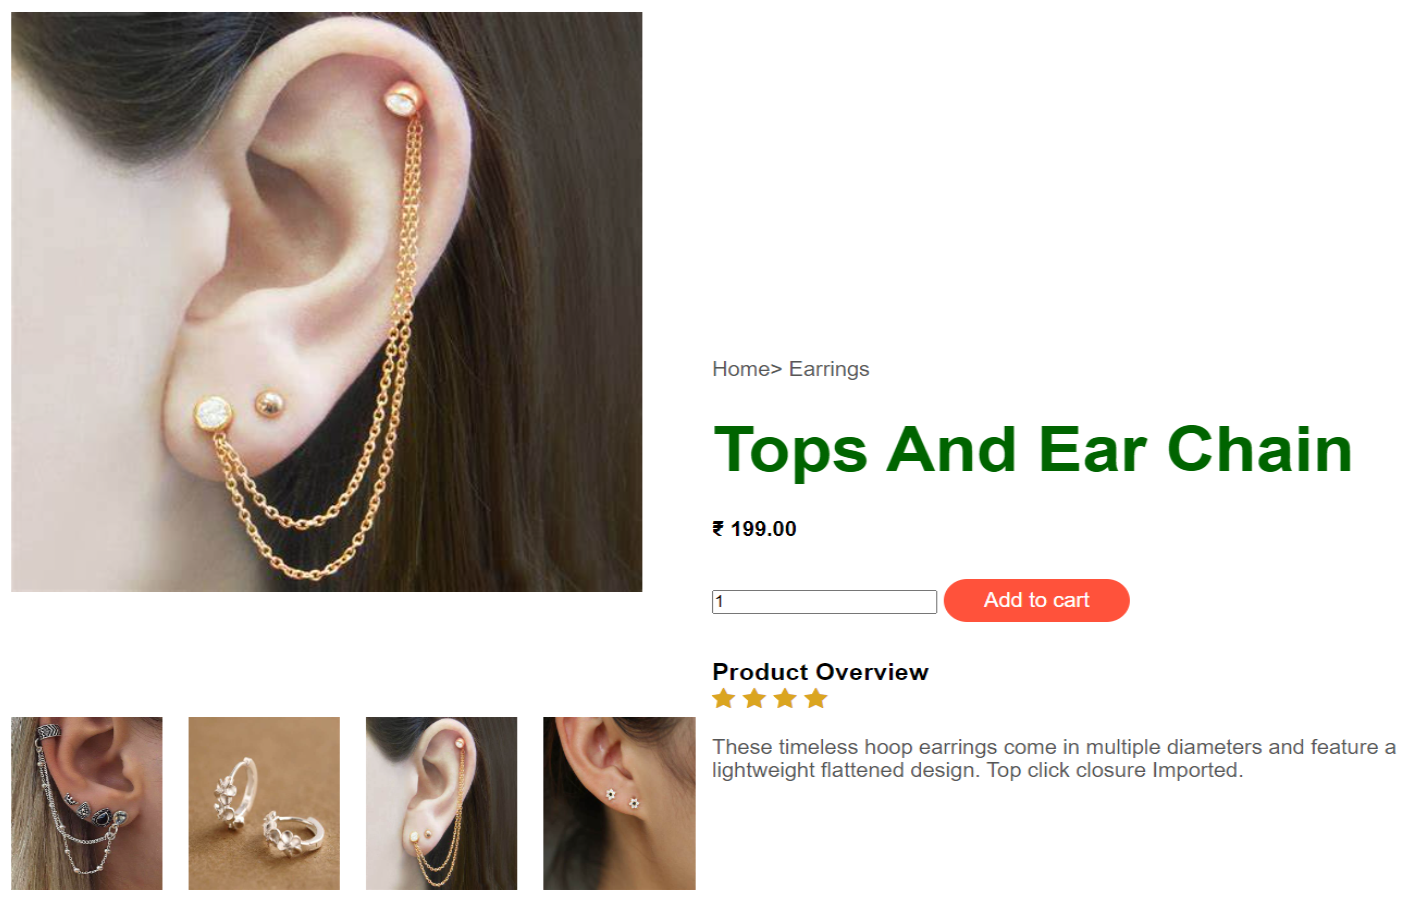 Home> Earrings
Tops And Ear Chain
₹ 199.00
1
Add to cart
Product Overview
These timeless hoop earrings come in multiple diameters and feature a
lightweight flattened design. Top click closure Imported.